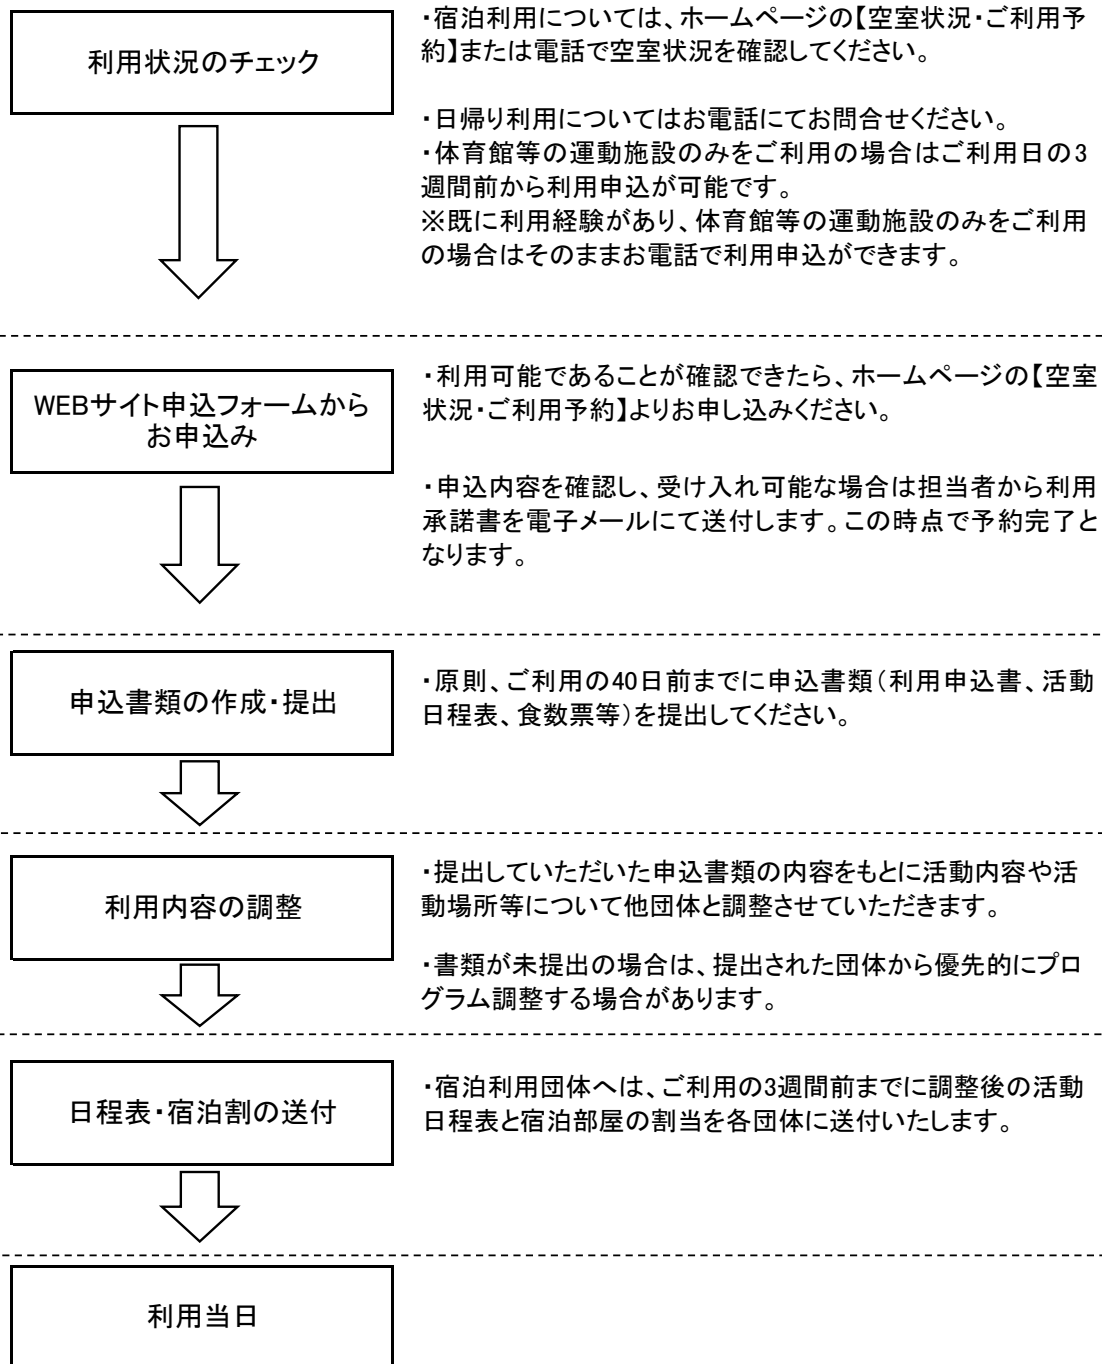 利用状況のチェック
・宿泊利用については、ホームページの【空室状況・ご利用予
約】または電話で空室状況を確認してください。
・日帰り利用についてはお電話にてお問合せください。
・体育館等の運動施設のみをご利用の場合はご利用日の3
週間前から利用申込が可能です。
※既に利用経験があり、体育館等の運動施設のみをご利用
の場合はそのままお電話で利用申込ができます。
WEBサイト申込フォームから
お申込み
・利用可能であることが確認できたら、ホームページの【空室
状況・ご利用予約】よりお申し込みください。
・申込内容を確認し、受け入れ可能な場合は担当者から利用
承諾書を電子メールにて送付します。この時点で予約完了と
なります。
申込書類の作成・提出
・原則、ご利用の40日前までに申込書類（利用申込書、活動
日程表、食数票等）を提出してください。
利用内容の調整
・提出していただいた申込書類の内容をもとに活動内容や活
動場所等について他団体と調整させていただきます。
・書類が未提出の場合は、提出された団体から優先的にプロ
グラム調整する場合があります。
日程表・宿泊割の送付
・宿泊利用団体へは、ご利用の3週間前までに調整後の活動
日程表と宿泊部屋の割当を各団体に送付いたします。
利用当日